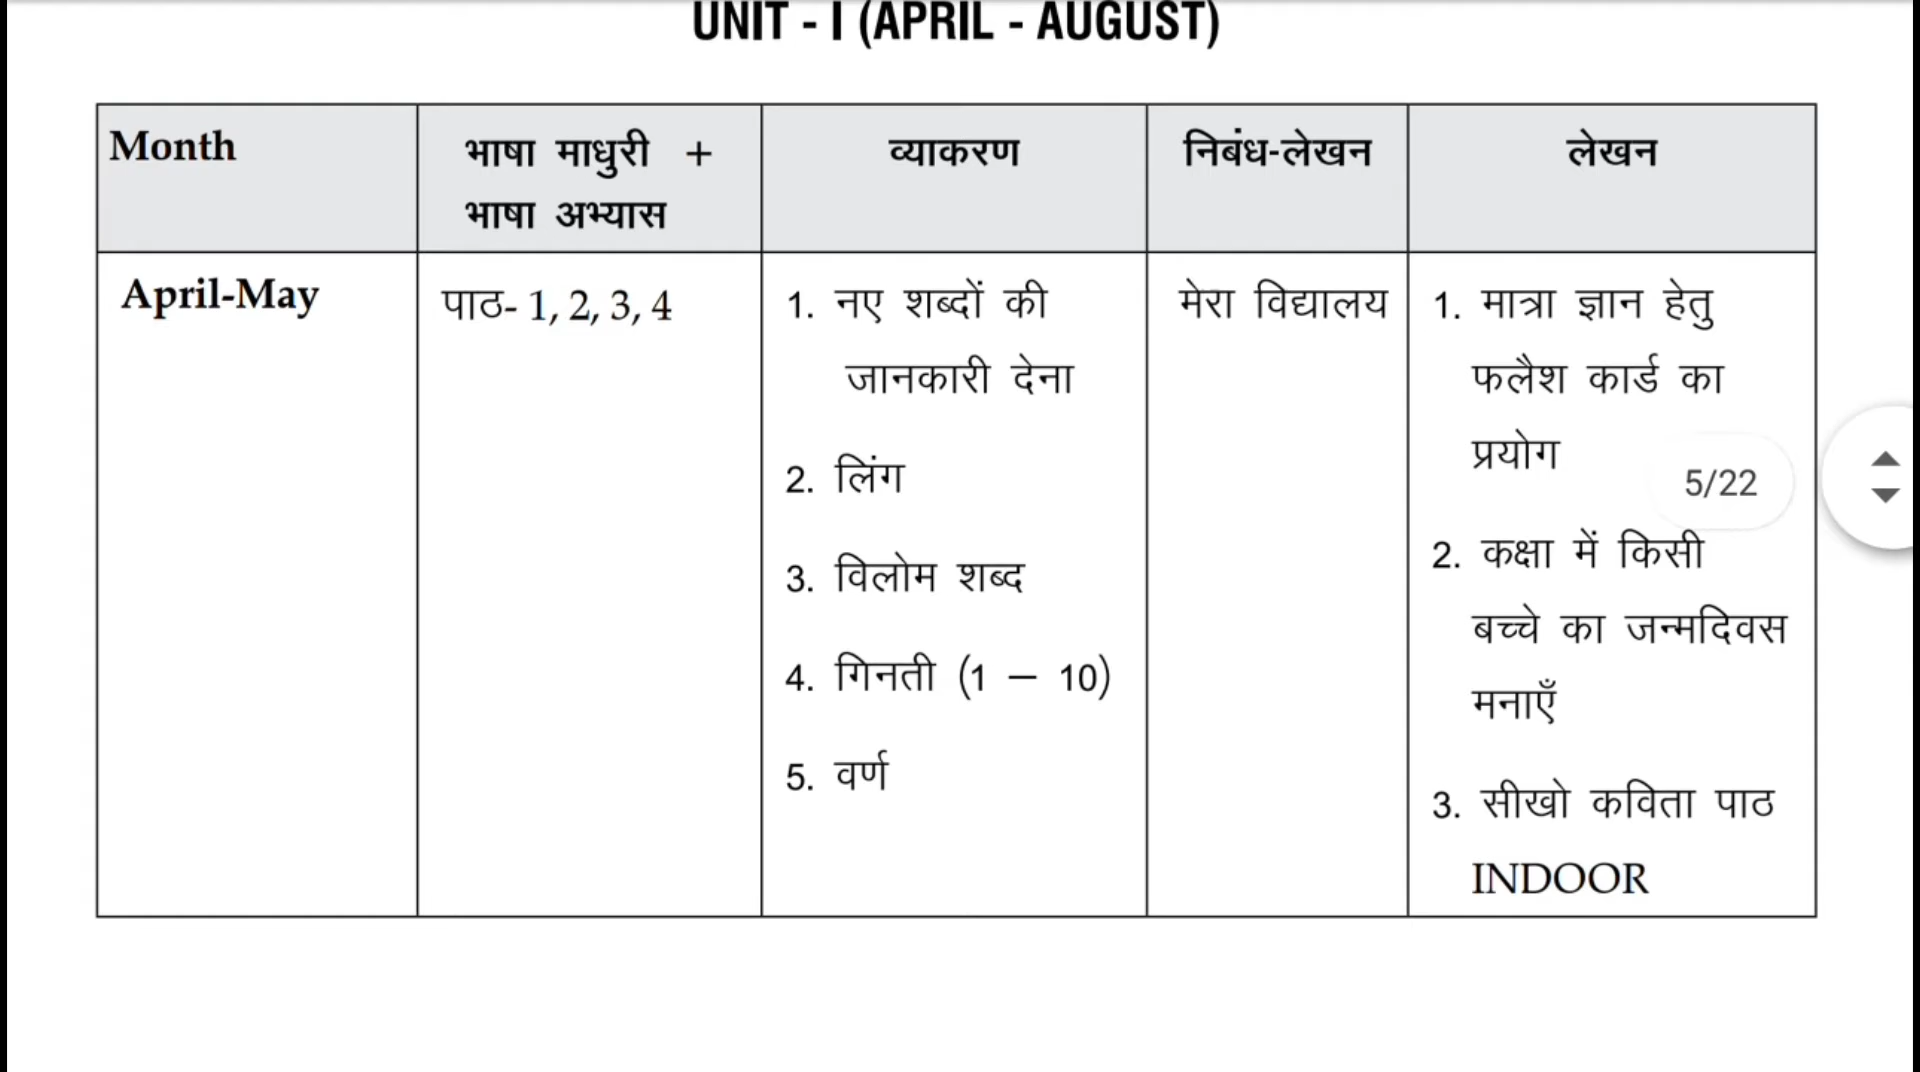 UNIT - I (APRIL - AUGUST)
Month
भाषा माधुरी +
भाषा अभ्यास
व्याकरण
निबंध-लेखन
लेखन
April-May
पाठ- 1, 2, 3, 4
1. नए शब्दों की
जानकारी देना
2. लिंग
3. विलोम शब्द
4. गिनती (1 – 10)
5. वर्ण
मेरा विद्यालय
1. मात्रा ज्ञान हेतु
फलैश कार्ड का
प्रयोग
2. कक्षा में किसी
बच्चे का जन्मदिवस
मनाएँ
3. सीखो कविता पाठ
INDOOR
5/22